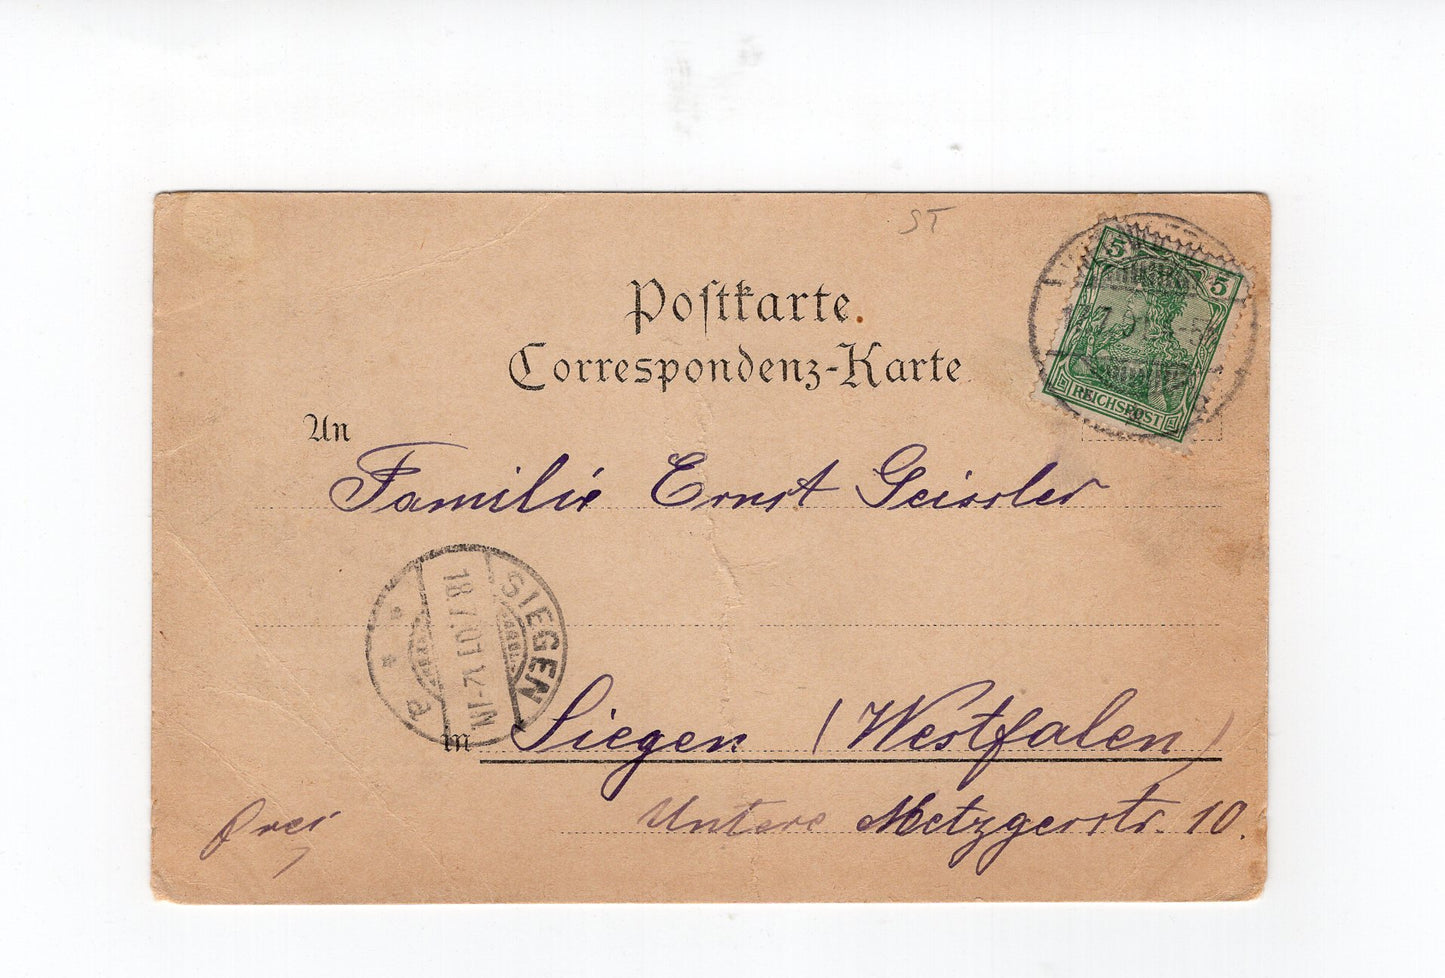 ST
Postkarte.
Correspondenz-Karte
An
5 5
REICHSPOST
Familie Ernst Geissler
SIEGEN
18.7.01.
in Siegen (Westfalen)
Untere Metzgerstr. 10.